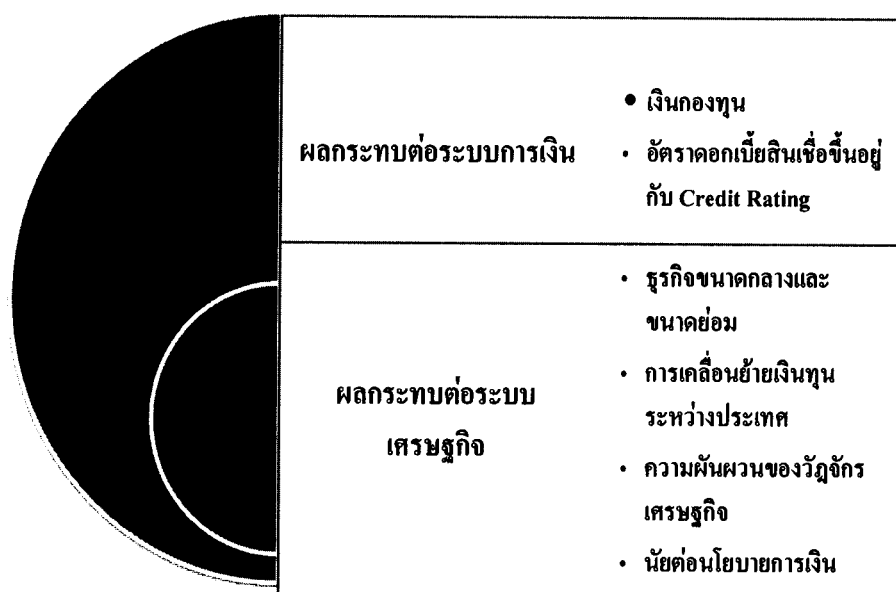 ผลกระทบต่อระบบการเงิน
• เงินกองทุน
• อัตราดอกเบี้ยสินเชื่อขึ้นอยู่
กับ Credit Rating
ผลกระทบต่อระบบ
เศรษฐกิจ
• ธุรกิจขนาดกลางและ
ขนาดย่อม
• การเคลื่อนย้ายเงินทุน
ระหว่างประเทศ
• ความผันผวนของวัฎจักร
เศรษฐกิจ
• นัยต่อนโยบายการเงิน